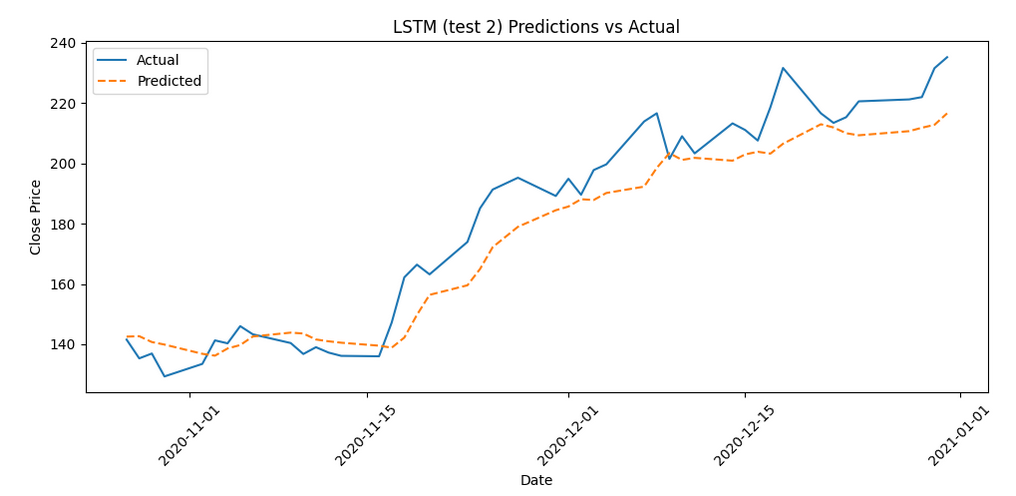 LSTM (test 2) Predictions vs Actual
Actual
Predicted
Close Price
240
220
200
180
160
140
2020-11-01
2020-11-15
2020-12-01
2020-12-15
2021-01-01
Date